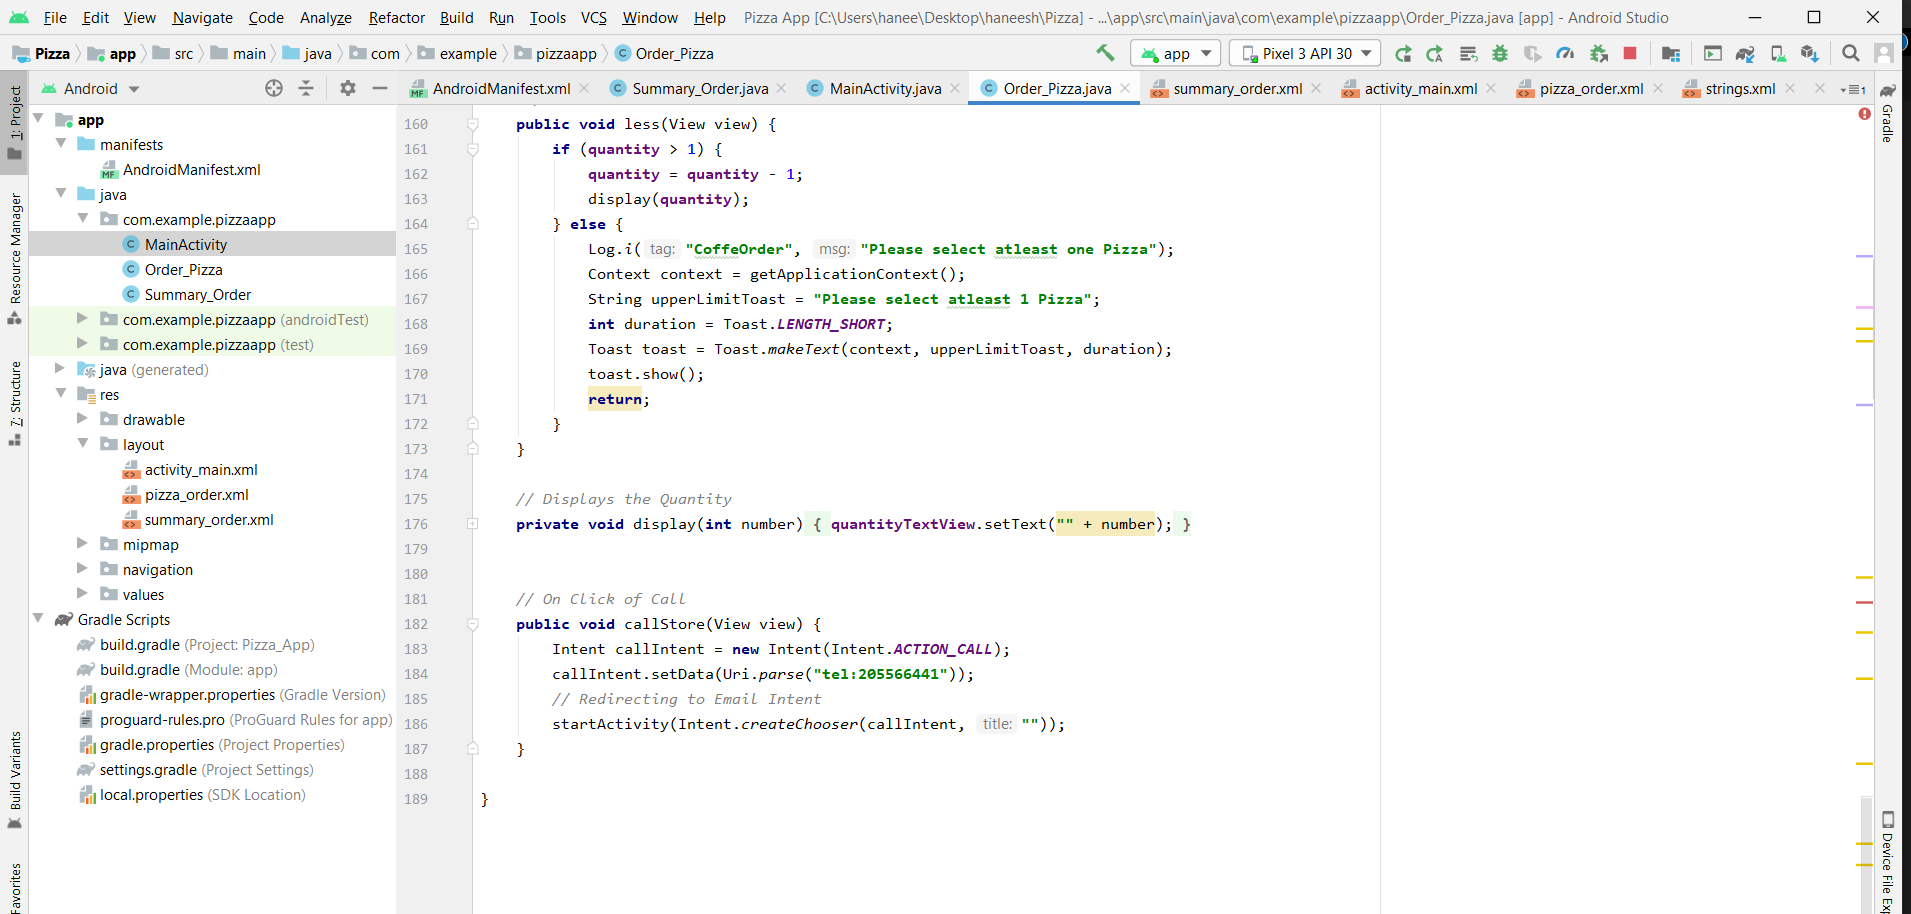 File Edit View Navigate Code Analyze Refactor Build Run Tools VCS Window Help Pizza App [C:\Users\hanee\Desktop\haneesh\Pizza] - ...\app\src\main\java\com\example\pizzaapp\Order_Pizza.java [app] - Android Studio
Pizza app src main java com example pizzaapp Order_Pizza app Pixel 3 API 30
Android AndroidManifest.xml Summary_Order.java MainActivity.java Order_Pizza.java summary_order.xml activity_main.xml pizza_order.xml strings.xml 1
1: Project
Resource Manager
7: Structure
Build Variants
Favorites
app
manifests
AndroidManifest.xml
java
com.example.pizzaapp
MainActivity
Order_Pizza
Summary_Order
com.example.pizzaapp (androidTest)
com.example.pizzaapp (test)
java (generated)
res
drawable
layout
activity_main.xml
pizza_order.xml
summary_order.xml
mipmap
navigation
values
Gradle Scripts
build.gradle (Project: Pizza_App)
build.gradle (Module: app)
gradle-wrapper.properties (Gradle Version)
proguard-rules.pro (ProGuard Rules for app)
gradle.properties (Project Properties)
settings.gradle (Project Settings)
local.properties (SDK Location)
160 public void less(View view) {
161 if (quantity > 1) {
162 quantity = quantity - 1;
163 display(quantity);
164 } else {
165 Log.i( tag: "CoffeOrder", msg: "Please select atleast one Pizza");
166 Context context = getApplicationContext();
167 String upperLimitToast = "Please select atleast 1 Pizza";
168 int duration = Toast.LENGTH_SHORT;
169 Toast toast = Toast.makeText(context, upperLimitToast, duration);
170 toast.show();
171 return;
172 }
173 }
174
175 // Displays the Quantity
176 private void display(int number) { quantityTextView.setText("" + number); }
179
180
181 // On Click of Call
182 public void callStore(View view) {
183 Intent callIntent = new Intent(Intent.ACTION_CALL);
184 callIntent.setData(Uri.parse("tel:205566441"));
185 // Redirecting to Email Intent
186 startActivity(Intent.createChooser(callIntent, title: ""));
187 }
188
189 }
Gradle
Device File